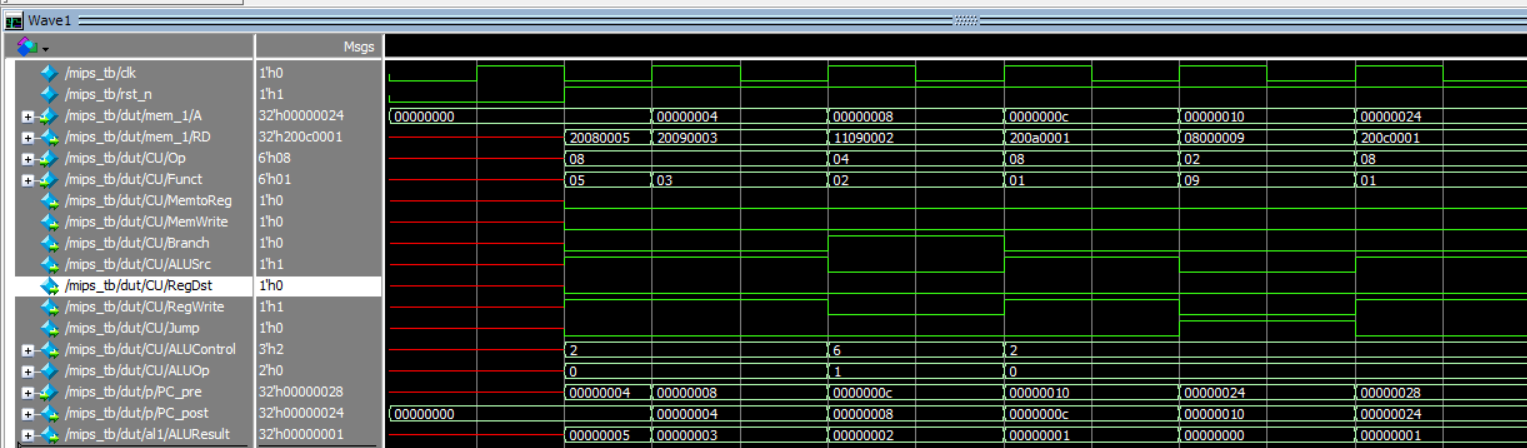 Wave1
Msgs
/mips_tb/clk 1'h0
/mips_tb/rst_n 1'h1
/mips_tb/dut/mem_1/A 32'h00000024 00000000 00000004 00000008 0000000c 00000010 00000024
/mips_tb/dut/mem_1/RD 32'h200c0001 20080005 20090003 11090002 200a0001 08000009 200c0001
/mips_tb/dut/CU/Op 6'h08 08 04 08 02 08
/mips_tb/dut/CU/Funct 6'h01 05 03 02 01 09 01
/mips_tb/dut/CU/MemtoReg 1'h0
/mips_tb/dut/CU/MemWrite 1'h0
/mips_tb/dut/CU/Branch 1'h0
/mips_tb/dut/CU/ALUSrc 1'h1
/mips_tb/dut/CU/RegDst 1'h0
/mips_tb/dut/CU/RegWrite 1'h1
/mips_tb/dut/CU/Jump 1'h0
/mips_tb/dut/CU/ALUControl 3'h2 2 6 2
/mips_tb/dut/CU/ALUOp 2'h0 0 1 0
/mips_tb/dut/p/PC_pre 32'h00000028 00000004 00000008 0000000c 00000010 00000024 00000028
/mips_tb/dut/p/PC_post 32'h00000024 00000000 00000004 00000008 0000000c 00000010 00000024
/mips_tb/dut/al1/ALUResult 32'h00000001 00000005 00000003 00000002 00000001 00000000 00000001